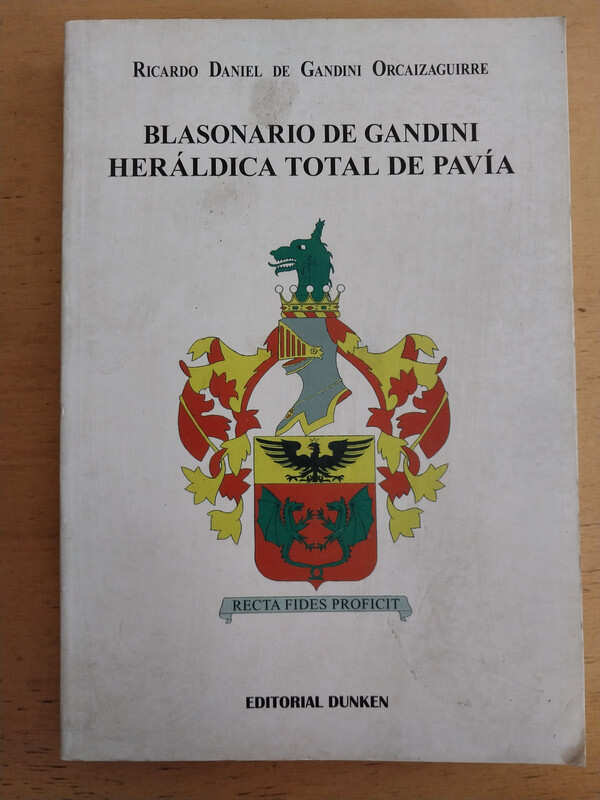 Ricardo Daniel de Gandini Orcaizaguirre
BLASONARIO DE GANDINI
HERÁLDICA TOTAL DE PAVÍA
RECTA FIDES PROFICIT
EDITORIAL DUNKEN